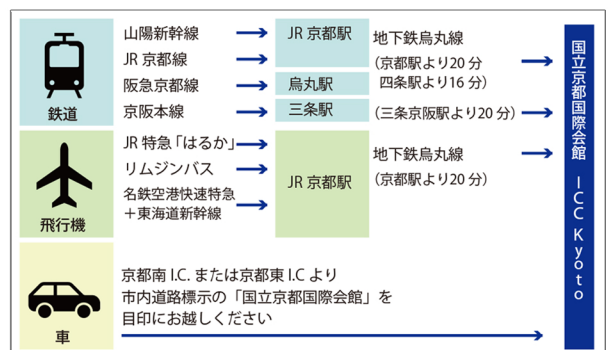 鉄道
山陽新幹線
JR 京都線
阪急京都線
京阪本線
JR 京都駅
烏丸駅
三条駅
地下鉄烏丸線
(京都駅より20 分
四条駅より16 分)
(三条京阪駅より20 分)
飛行機
JR 特急「はるか」
リムジンバス
名鉄空港快速特急
＋東海道新幹線
JR 京都駅
地下鉄烏丸線
(京都駅より20 分)
車
京都南 I.C. または京都東 I.C より
市内道路標示の「国立京都国際会館」を
目印にお越しください
国立京都国際会館 ICC Kyoto